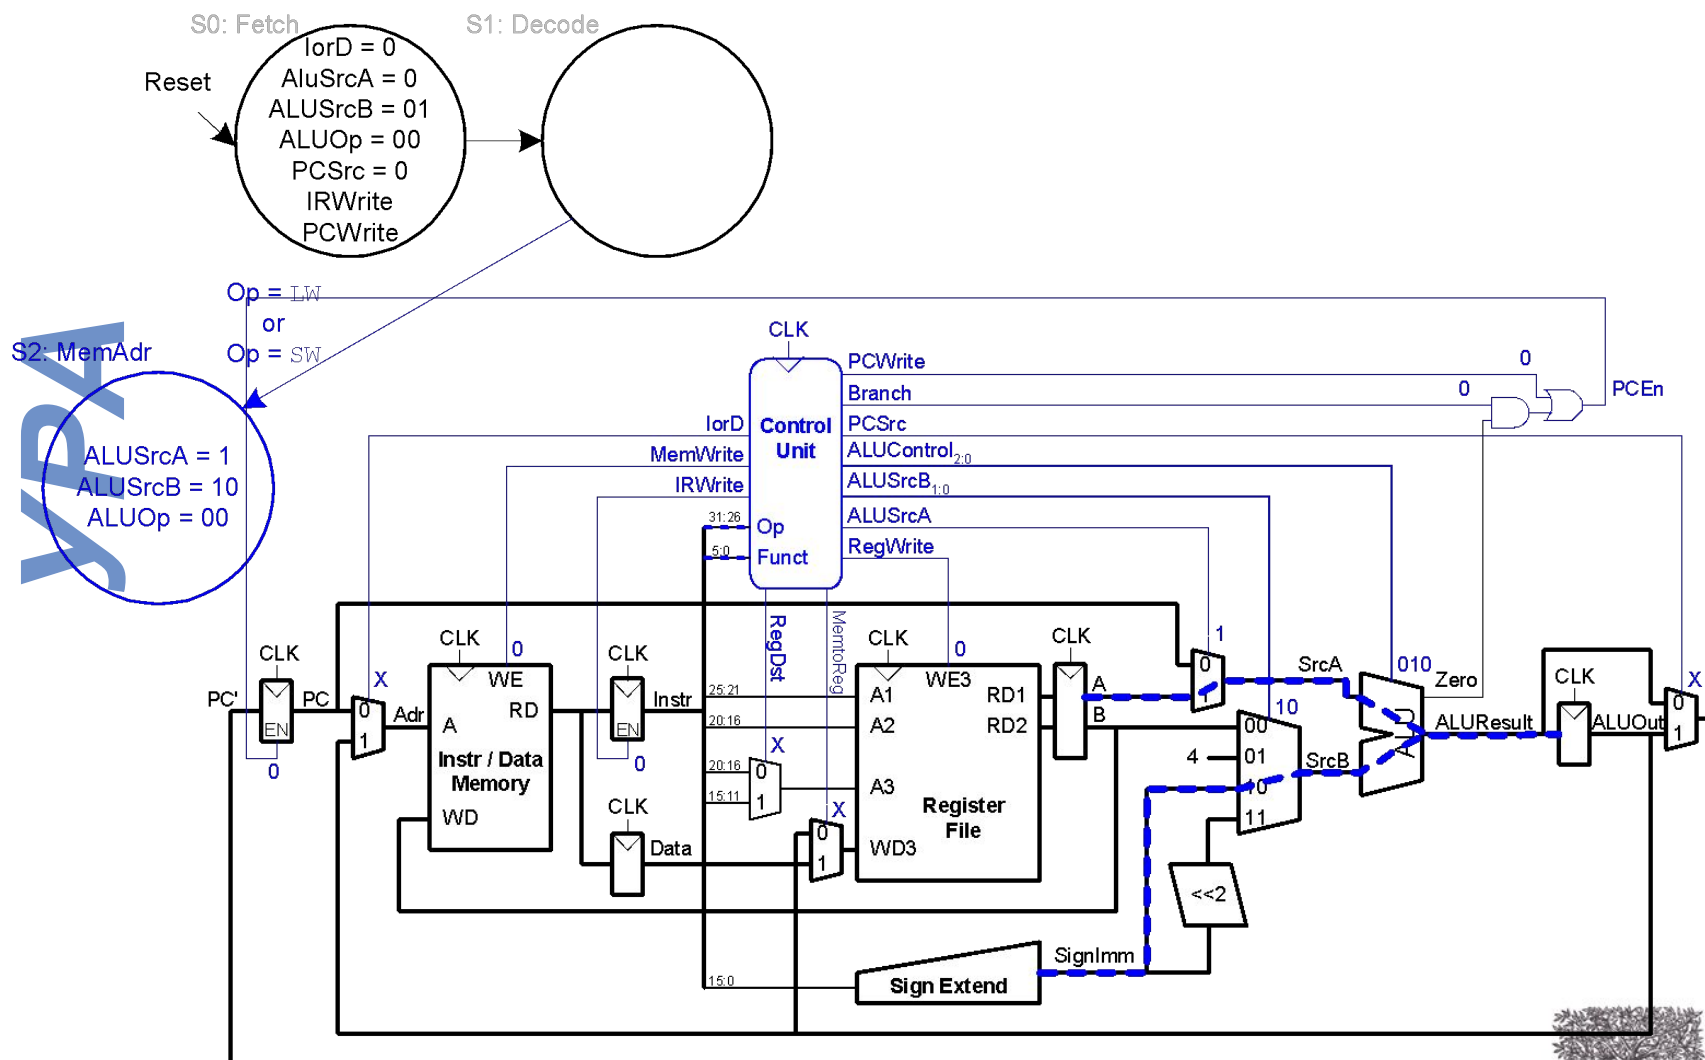 S0: Fetch
S1: Decode
Reset
IorD = 0
AluSrcA = 0
ALUSrcB = 01
ALUOp = 00
PCSrc = 0
IRWrite
PCWrite
Op = LW
or
Op = SW
S2: MemAdr
ALUSrcA = 1
ALUSrcB = 10
ALUOp = 00
CLK
PCWrite
0
Branch
0
PCEn
IorD
Control
Unit
PCSrc
MemWrite
ALUControl2:0
IRWrite
ALUSrcB1:0
31:26
Op
ALUSrcA
5:0
Funct
RegWrite
RegDst
MemtoReg
CLK
PC'
EN
0
PC
X
0
1
Adr
CLK
0
WE
A
RD
Instr / Data
Memory
WD
CLK
EN
0
Instr
CLK
Data
25:21
20:16
20:16
15:11
15:0
X
0
1
X
0
1
CLK
0
WE3
A1
RD1
A2
RD2
A3
Register
File
WD3
CLK
A
B
1
0
1
SrcA
10
00
4
01
10
11
SrcB
<<2
SignImm
Sign Extend
010
Zero
ALU
ALUResult
CLK
ALUOut
X
0
1